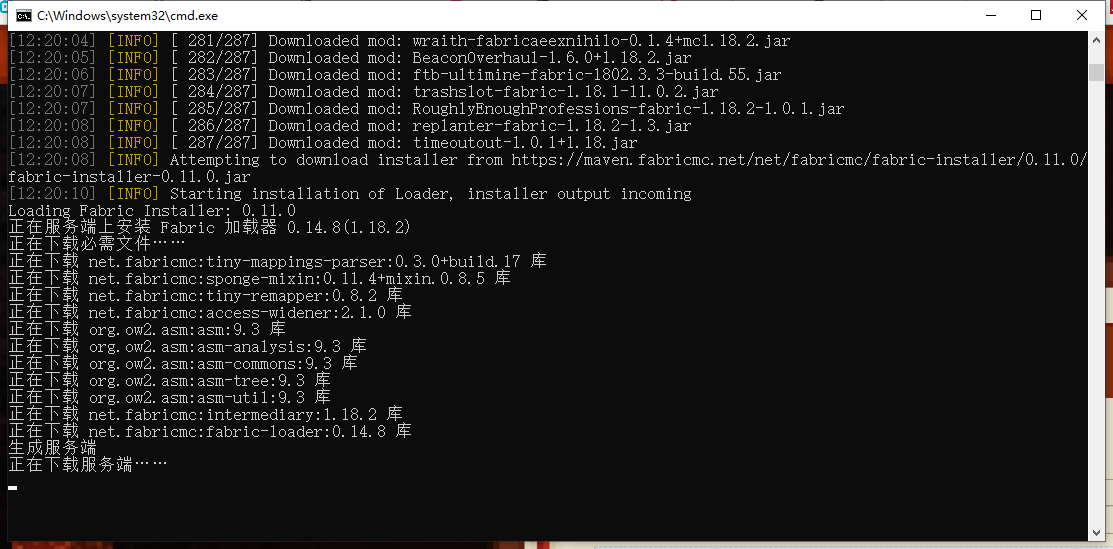 C:\Windows\system32\cmd.exe
[12:20:04] [INFO] [ 281/287] Downloaded mod: wraith-fabricaeexnihilo-0.1.4+mc1.18.2.jar
[12:20:05] [INFO] [ 282/287] Downloaded mod: BeaconOverhaul-1.6.0+1.18.2.jar
[12:20:06] [INFO] [ 283/287] Downloaded mod: ftb-ultimine-fabric-1802.3.3-build.55.jar
[12:20:07] [INFO] [ 284/287] Downloaded mod: trashslot-fabric-1.18.1-11.0.2.jar
[12:20:07] [INFO] [ 285/287] Downloaded mod: RoughlyEnoughProfessions-fabric-1.18.2-1.0.1.jar
[12:20:08] [INFO] [ 286/287] Downloaded mod: replanter-fabric-1.18.2-1.3.jar
[12:20:08] [INFO] [ 287/287] Downloaded mod: timeoutout-1.0.1+1.18.jar
[12:20:08] [INFO] Attempting to download installer from https://maven.fabricmc.net/net/fabricmc/fabric-installer/0.11.0/
fabric-installer-0.11.0.jar
[12:20:10] [INFO] Starting installation of Loader, installer output incoming
Loading Fabric Installer: 0.11.0
正在服务端上安装 Fabric 加载器 0.14.8(1.18.2)
正在下载必需文件……
正在下载 net.fabricmc:tiny-mappings-parser:0.3.0+build.17 库
正在下载 net.fabricmc:sponge-mixin:0.11.4+mixin.0.8.5 库
正在下载 net.fabricmc:tiny-remapper:0.8.2 库
正在下载 net.fabricmc:access-widener:2.1.0 库
正在下载 org.ow2.asm:asm:9.3 库
正在下载 org.ow2.asm:asm-analysis:9.3 库
正在下载 org.ow2.asm:asm-commons:9.3 库
正在下载 org.ow2.asm:asm-tree:9.3 库
正在下载 org.ow2.asm:asm-util:9.3 库
正在下载 net.fabricmc:intermediary:1.18.2 库
正在下载 net.fabricmc:fabric-loader:0.14.8 库
生成服务端
正在下载服务端……